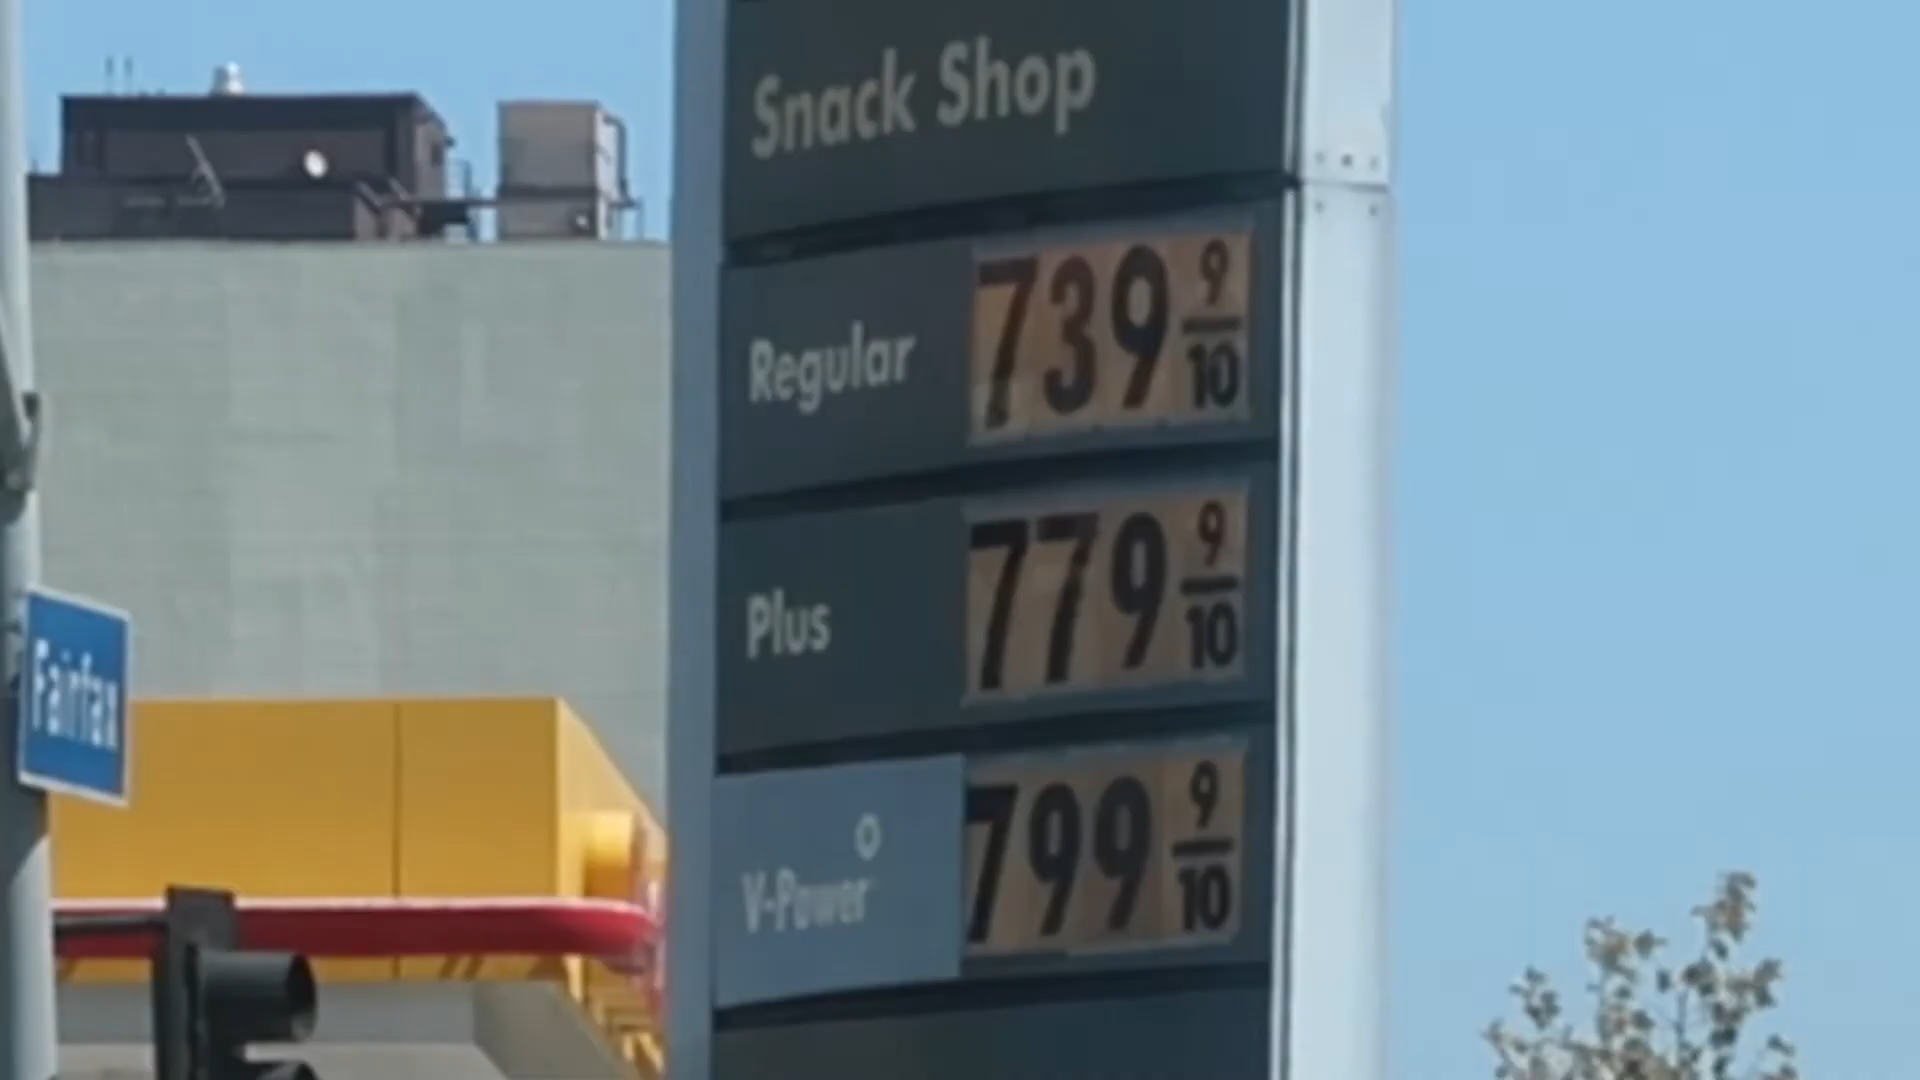 Snack Shop
Regular 739 9/10
Plus 779 9/10
V-Power 799 9/10
Fairfax